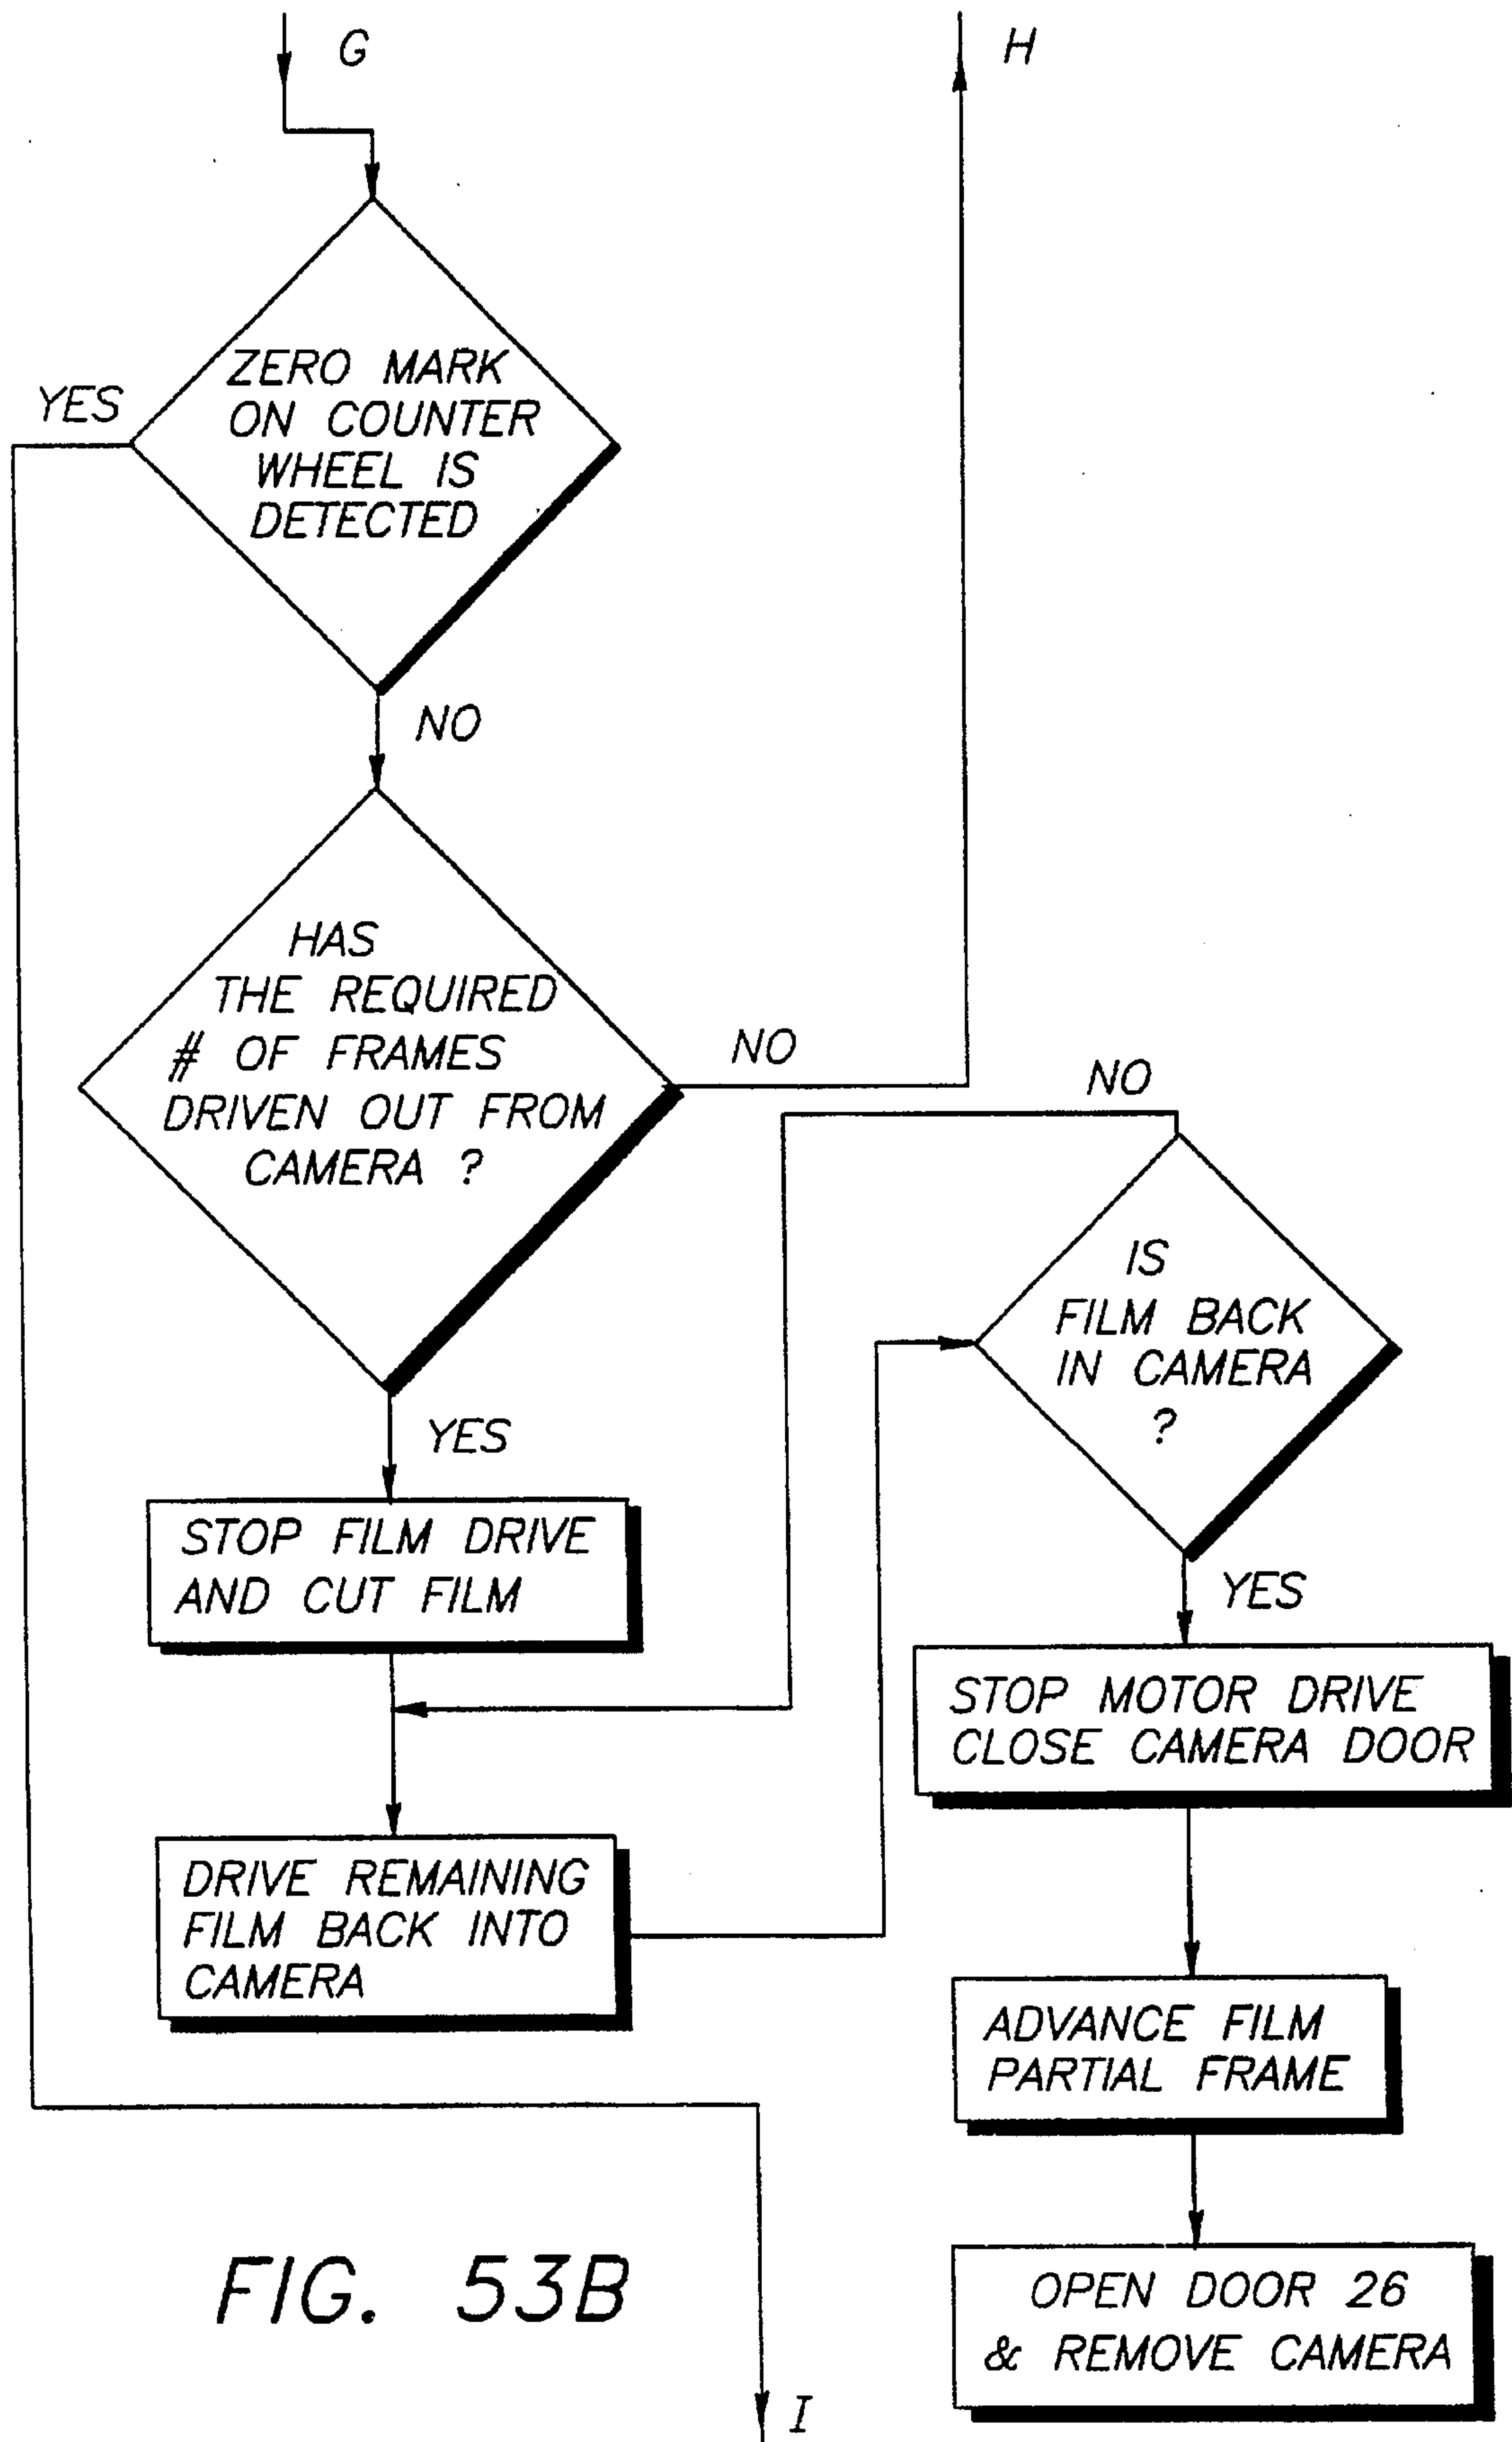 G
H
ZERO MARK
ON COUNTER
WHEEL IS
DETECTED
YES
NO
HAS
THE REQUIRED
# OF FRAMES
DRIVEN OUT FROM
CAMERA ?
NO
YES
STOP FILM DRIVE
AND CUT FILM
DRIVE REMAINING
FILM BACK INTO
CAMERA
NO
IS
FILM BACK
IN CAMERA
?
YES
STOP MOTOR DRIVE
CLOSE CAMERA DOOR
ADVANCE FILM
PARTIAL FRAME
OPEN DOOR 26
& REMOVE CAMERA
I
FIG. 53B